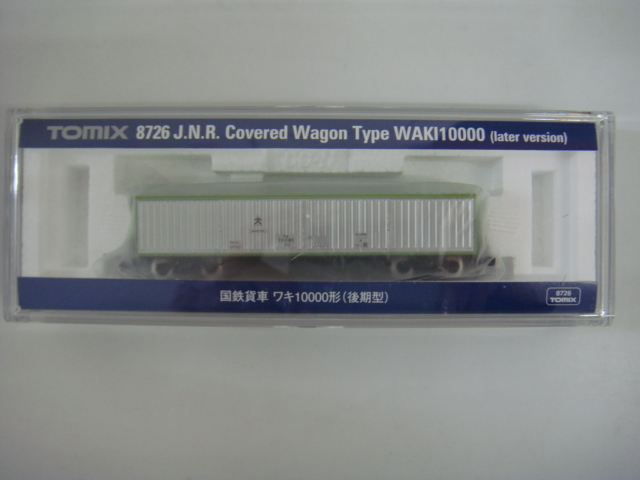 TOMIX 8726 J.N.R. Covered Wagon Type WAKI10000 (later version)
大
国鉄貨車 ワキ10000形(後期型)
8726
TOMIX